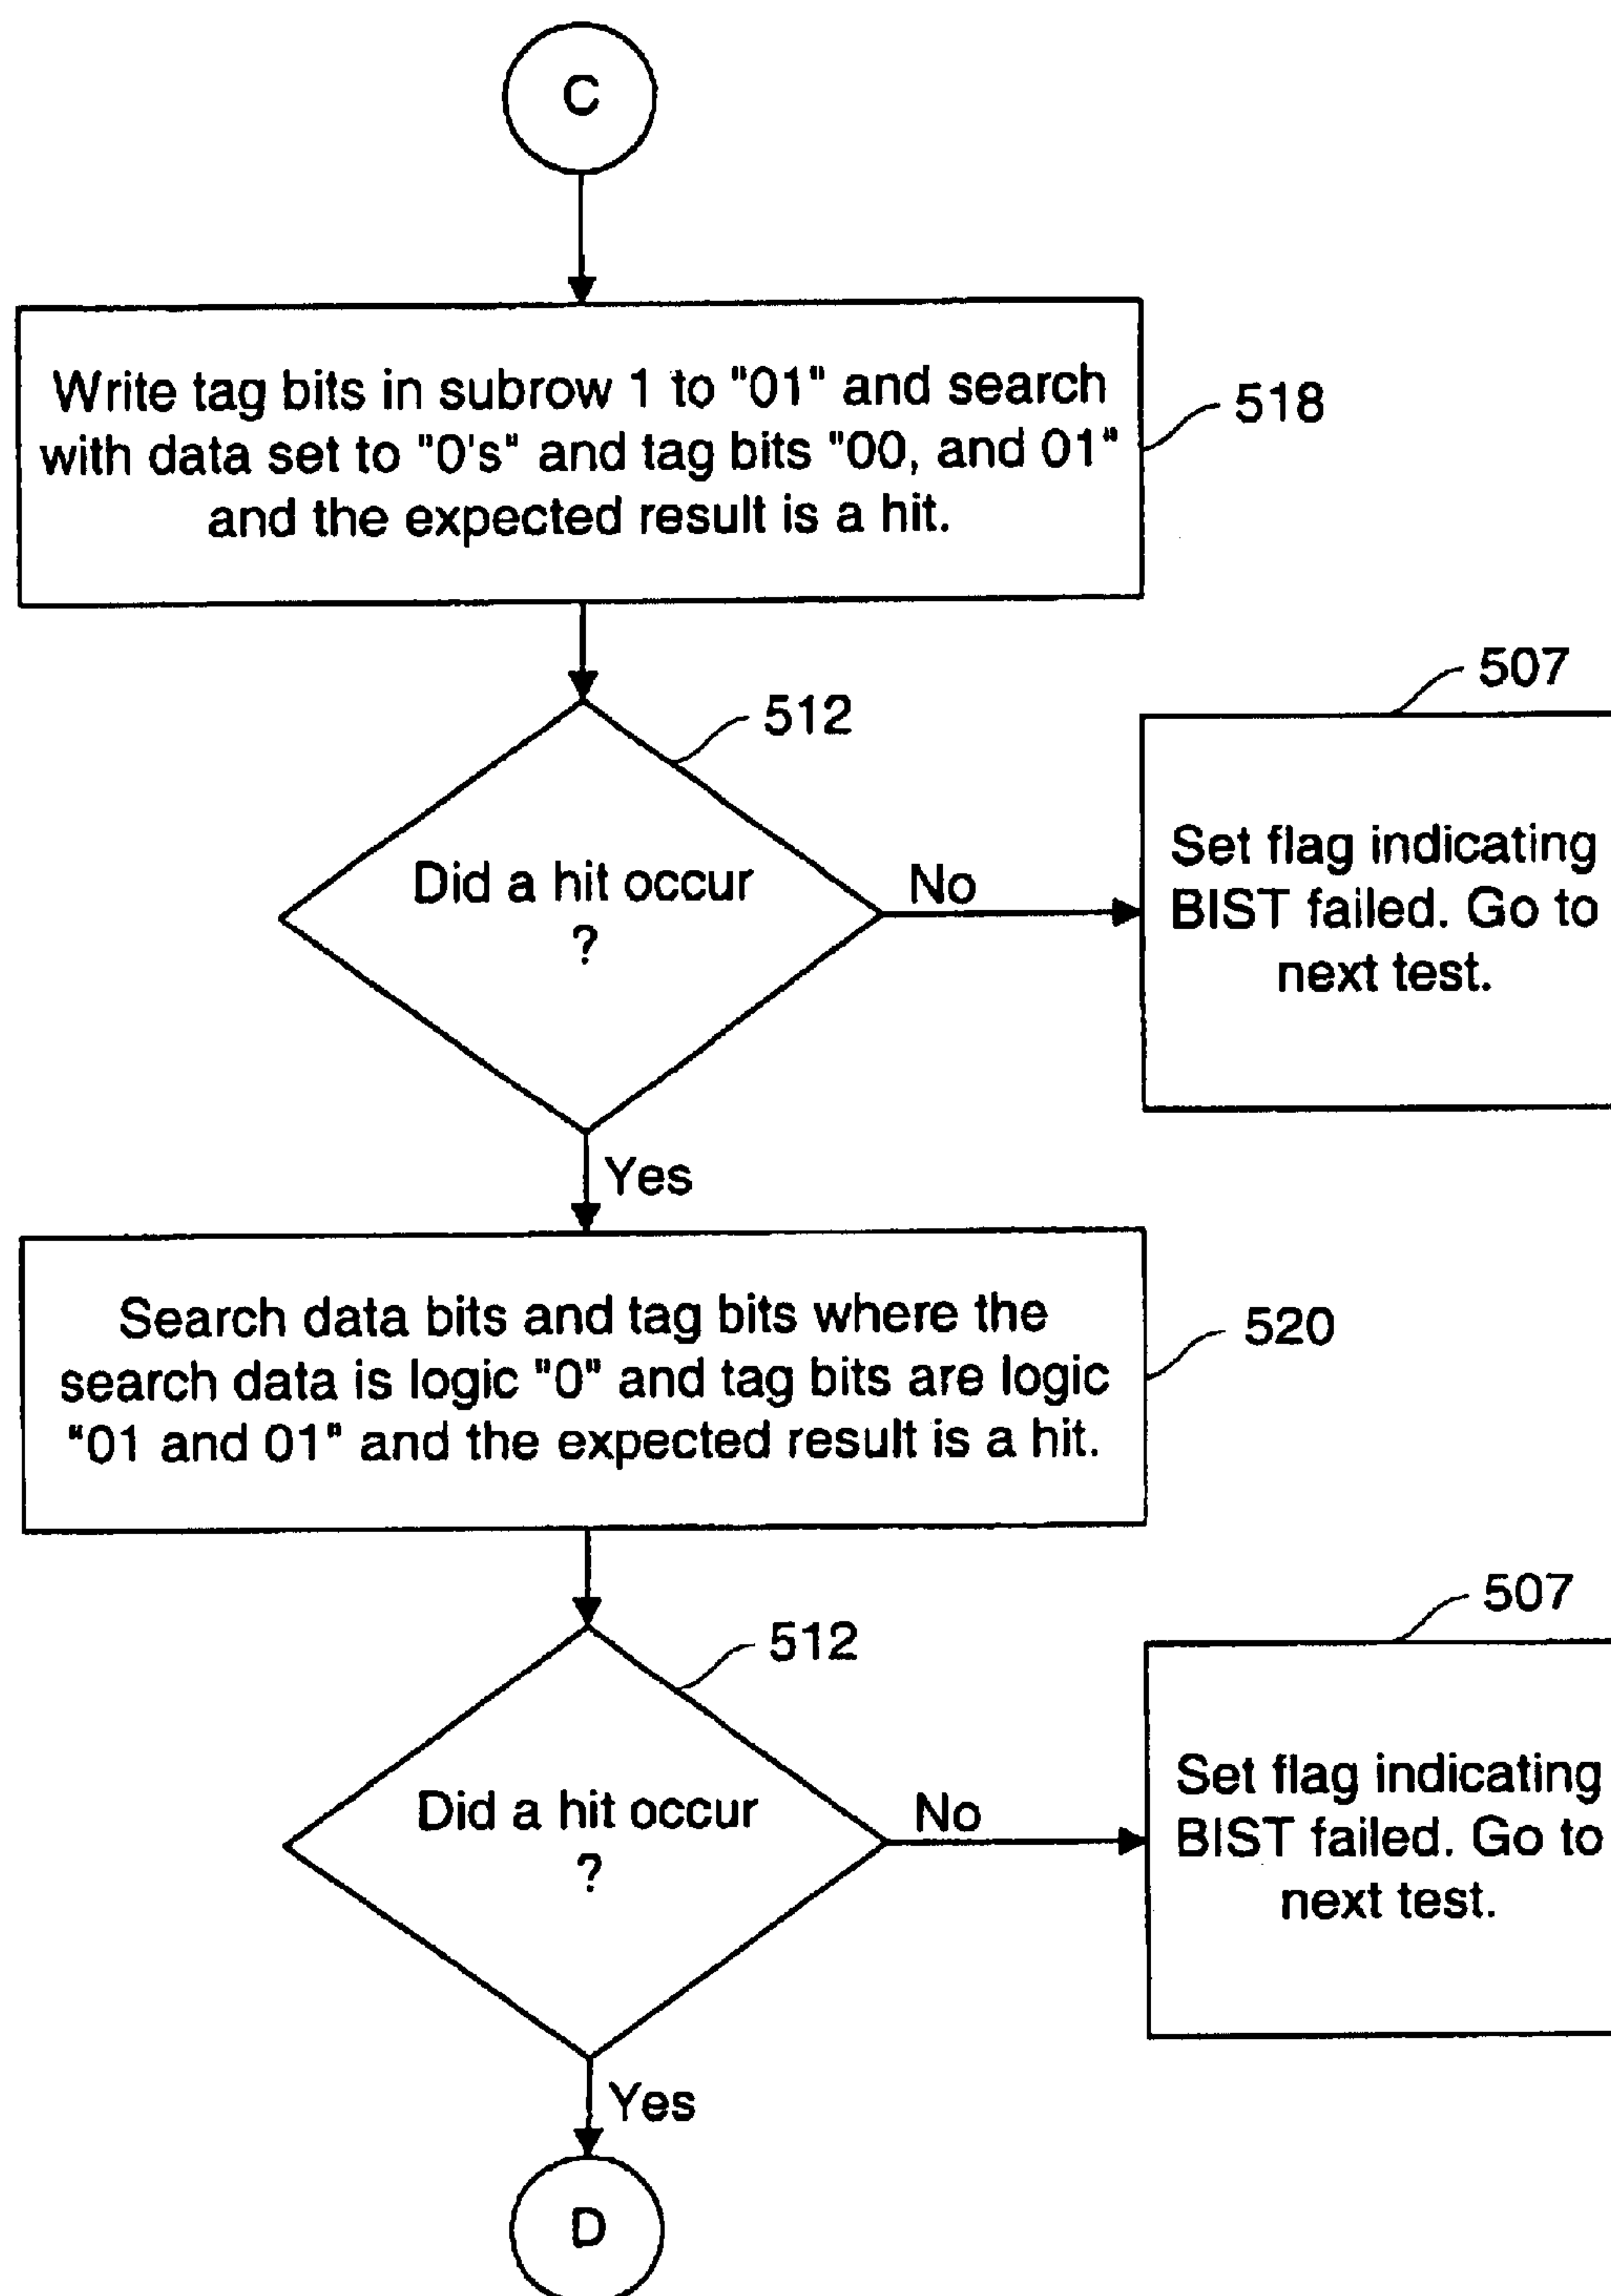 C
Write tag bits in subrow 1 to "01" and search
with data set to "0's" and tag bits "00, and 01"
and the expected result is a hit.
518
507
512
Did a hit occur
?
No
Set flag indicating
BIST failed. Go to
next test.
Yes
Search data bits and tag bits where the
search data is logic "0" and tag bits are logic
"01 and 01" and the expected result is a hit.
520
507
512
Did a hit occur
?
No
Set flag indicating
BIST failed. Go to
next test.
Yes
D